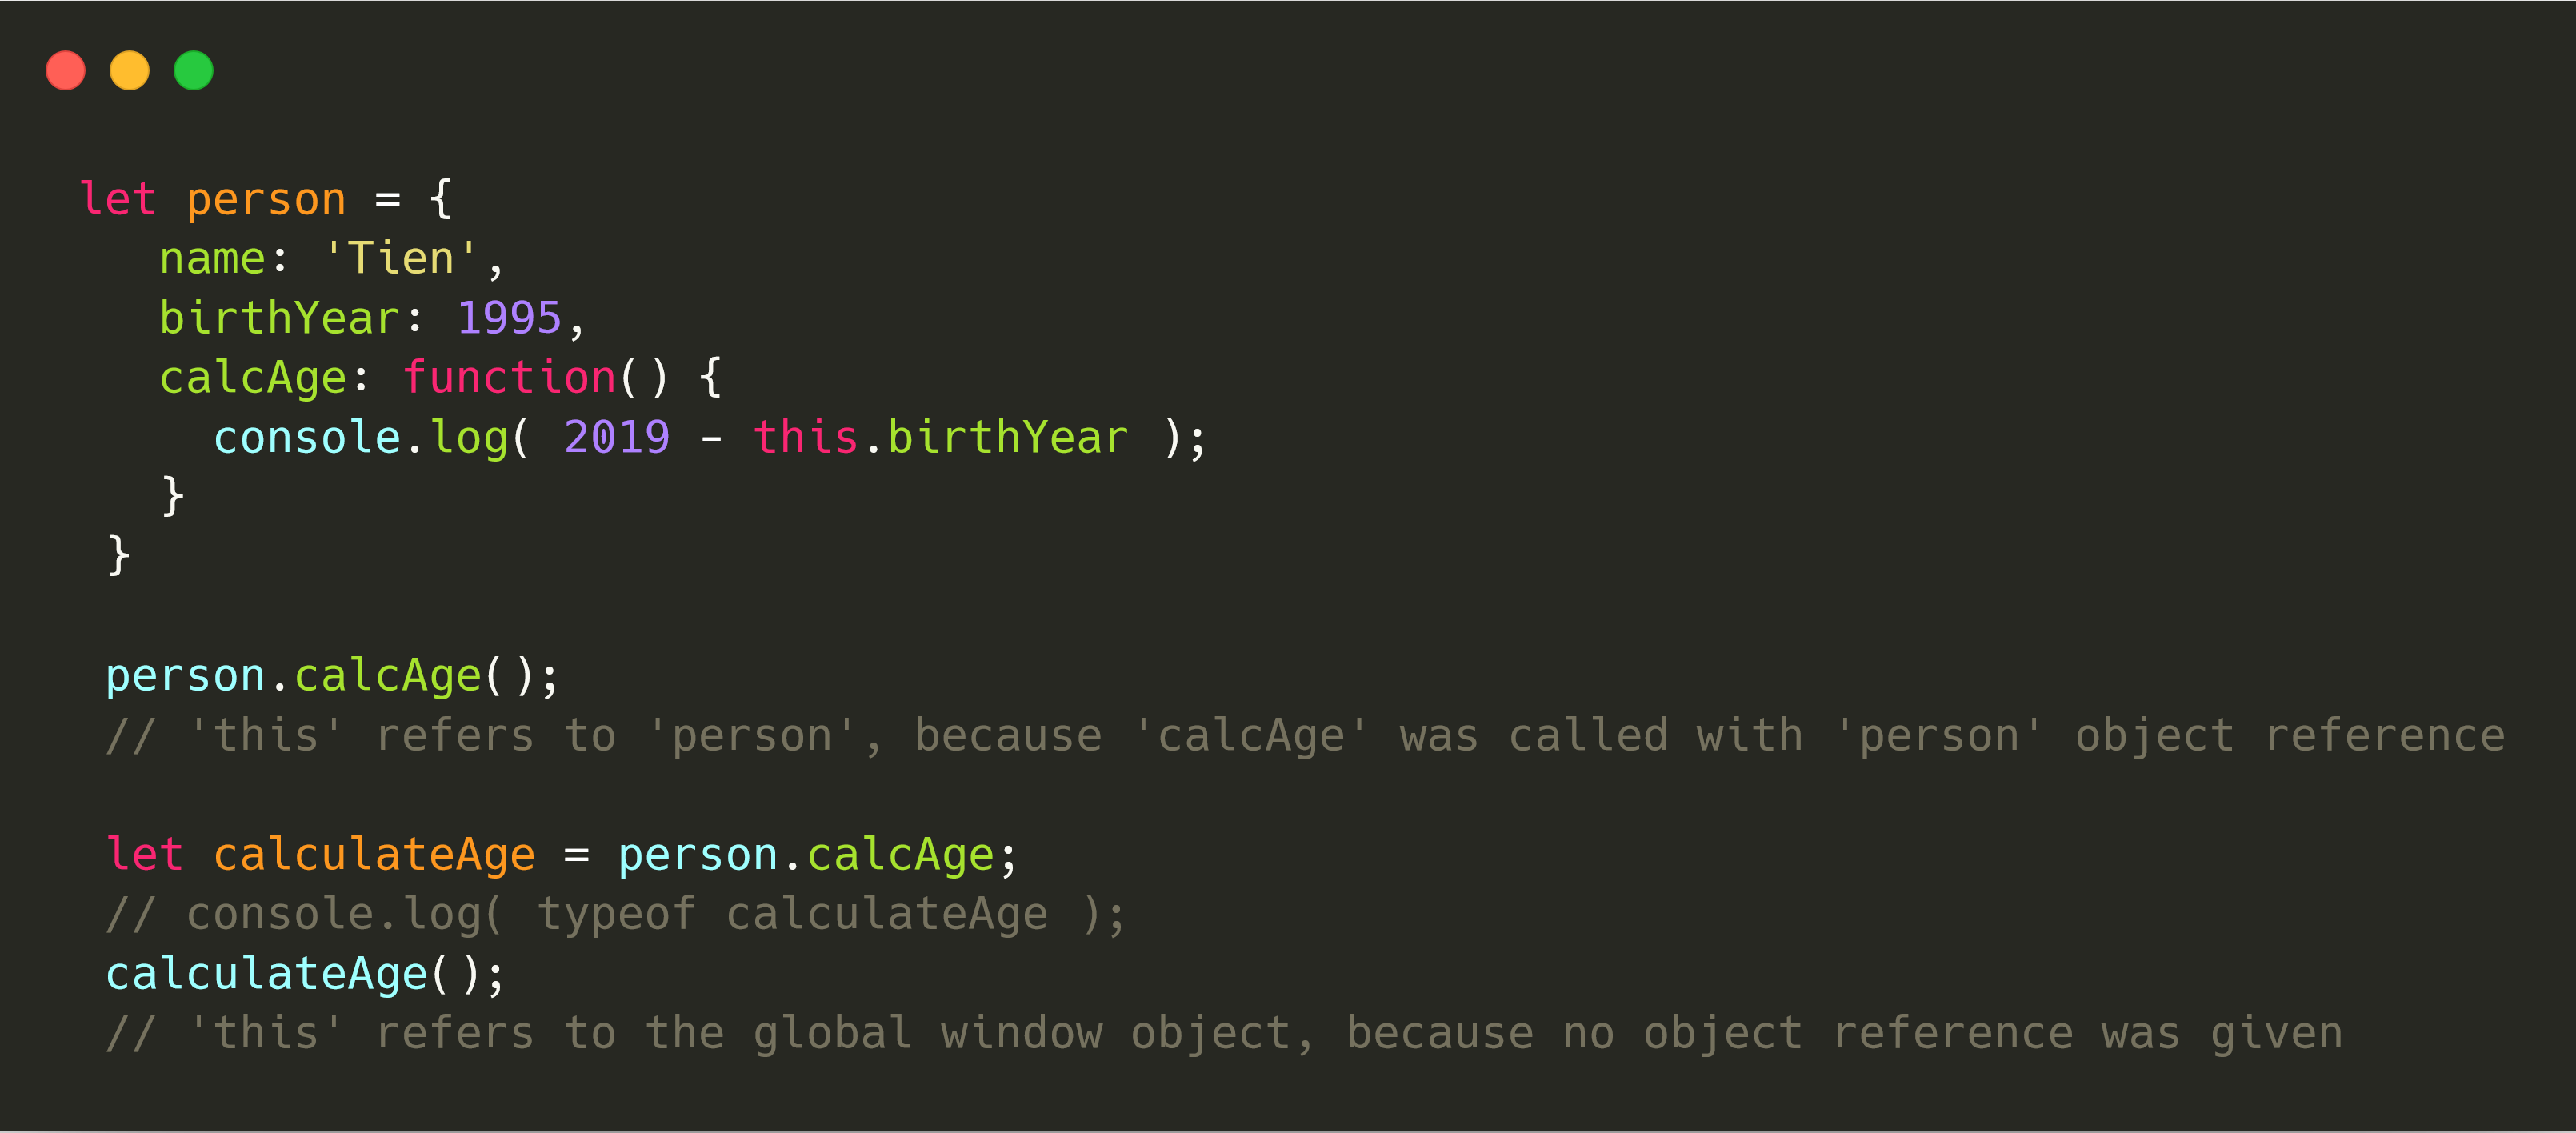 let person = {
   name: 'Tien',
   birthYear: 1995,
   calcAge: function() {
     console.log( 2019 - this.birthYear );
   }
 }

 person.calcAge();
 // 'this' refers to 'person', because 'calcAge' was called with 'person' object reference

 let calculateAge = person.calcAge;
 // console.log( typeof calculateAge );
 calculateAge();
 // 'this' refers to the global window object, because no object reference was given